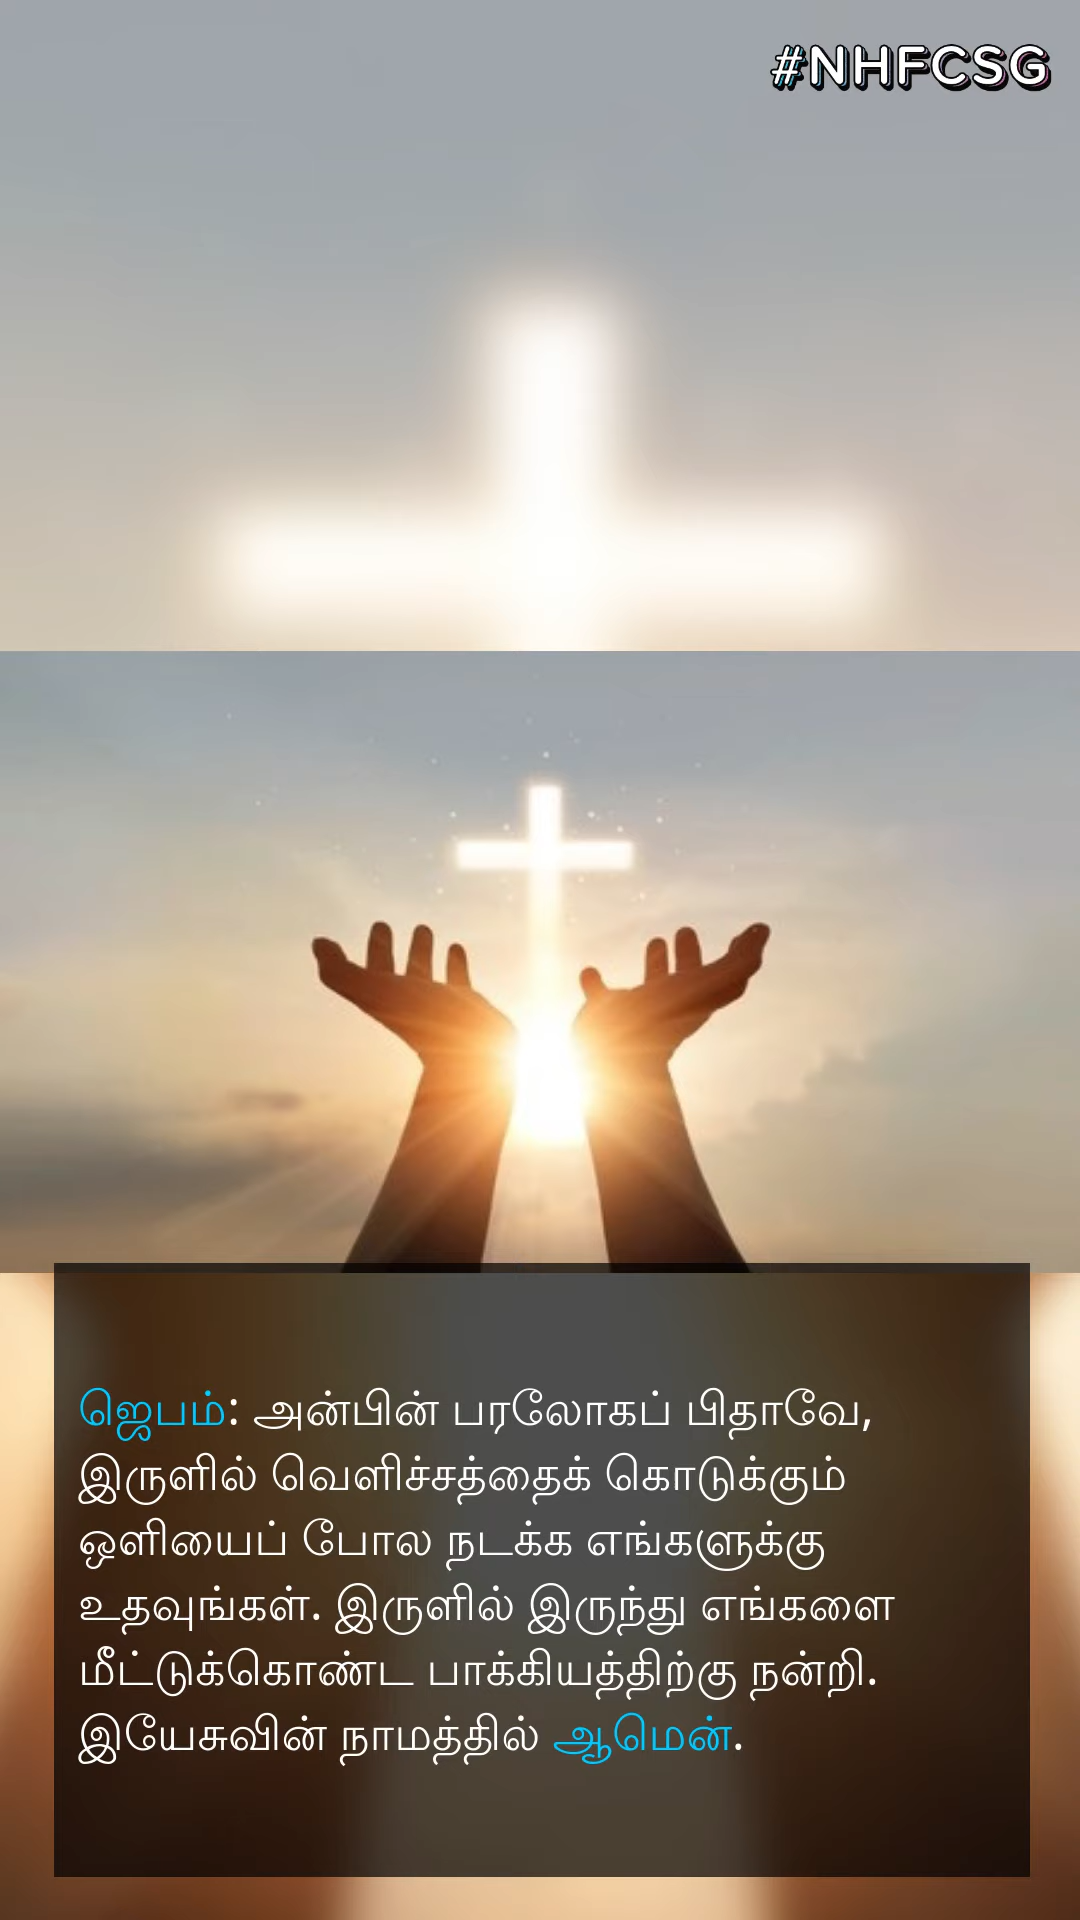 #NHFCSG
ஜெபம்: அன்பின் பரலோகப் பிதாவே,
இருளில் வெளிச்சத்தைக் கொடுக்கும்
ஒளியைப் போல நடக்க எங்களுக்கு
உதவுங்கள். இருளில் இருந்து எங்களை
மீட்டுக்கொண்ட பாக்கியத்திற்கு நன்றி.
இயேசுவின் நாமத்தில் ஆமென்.